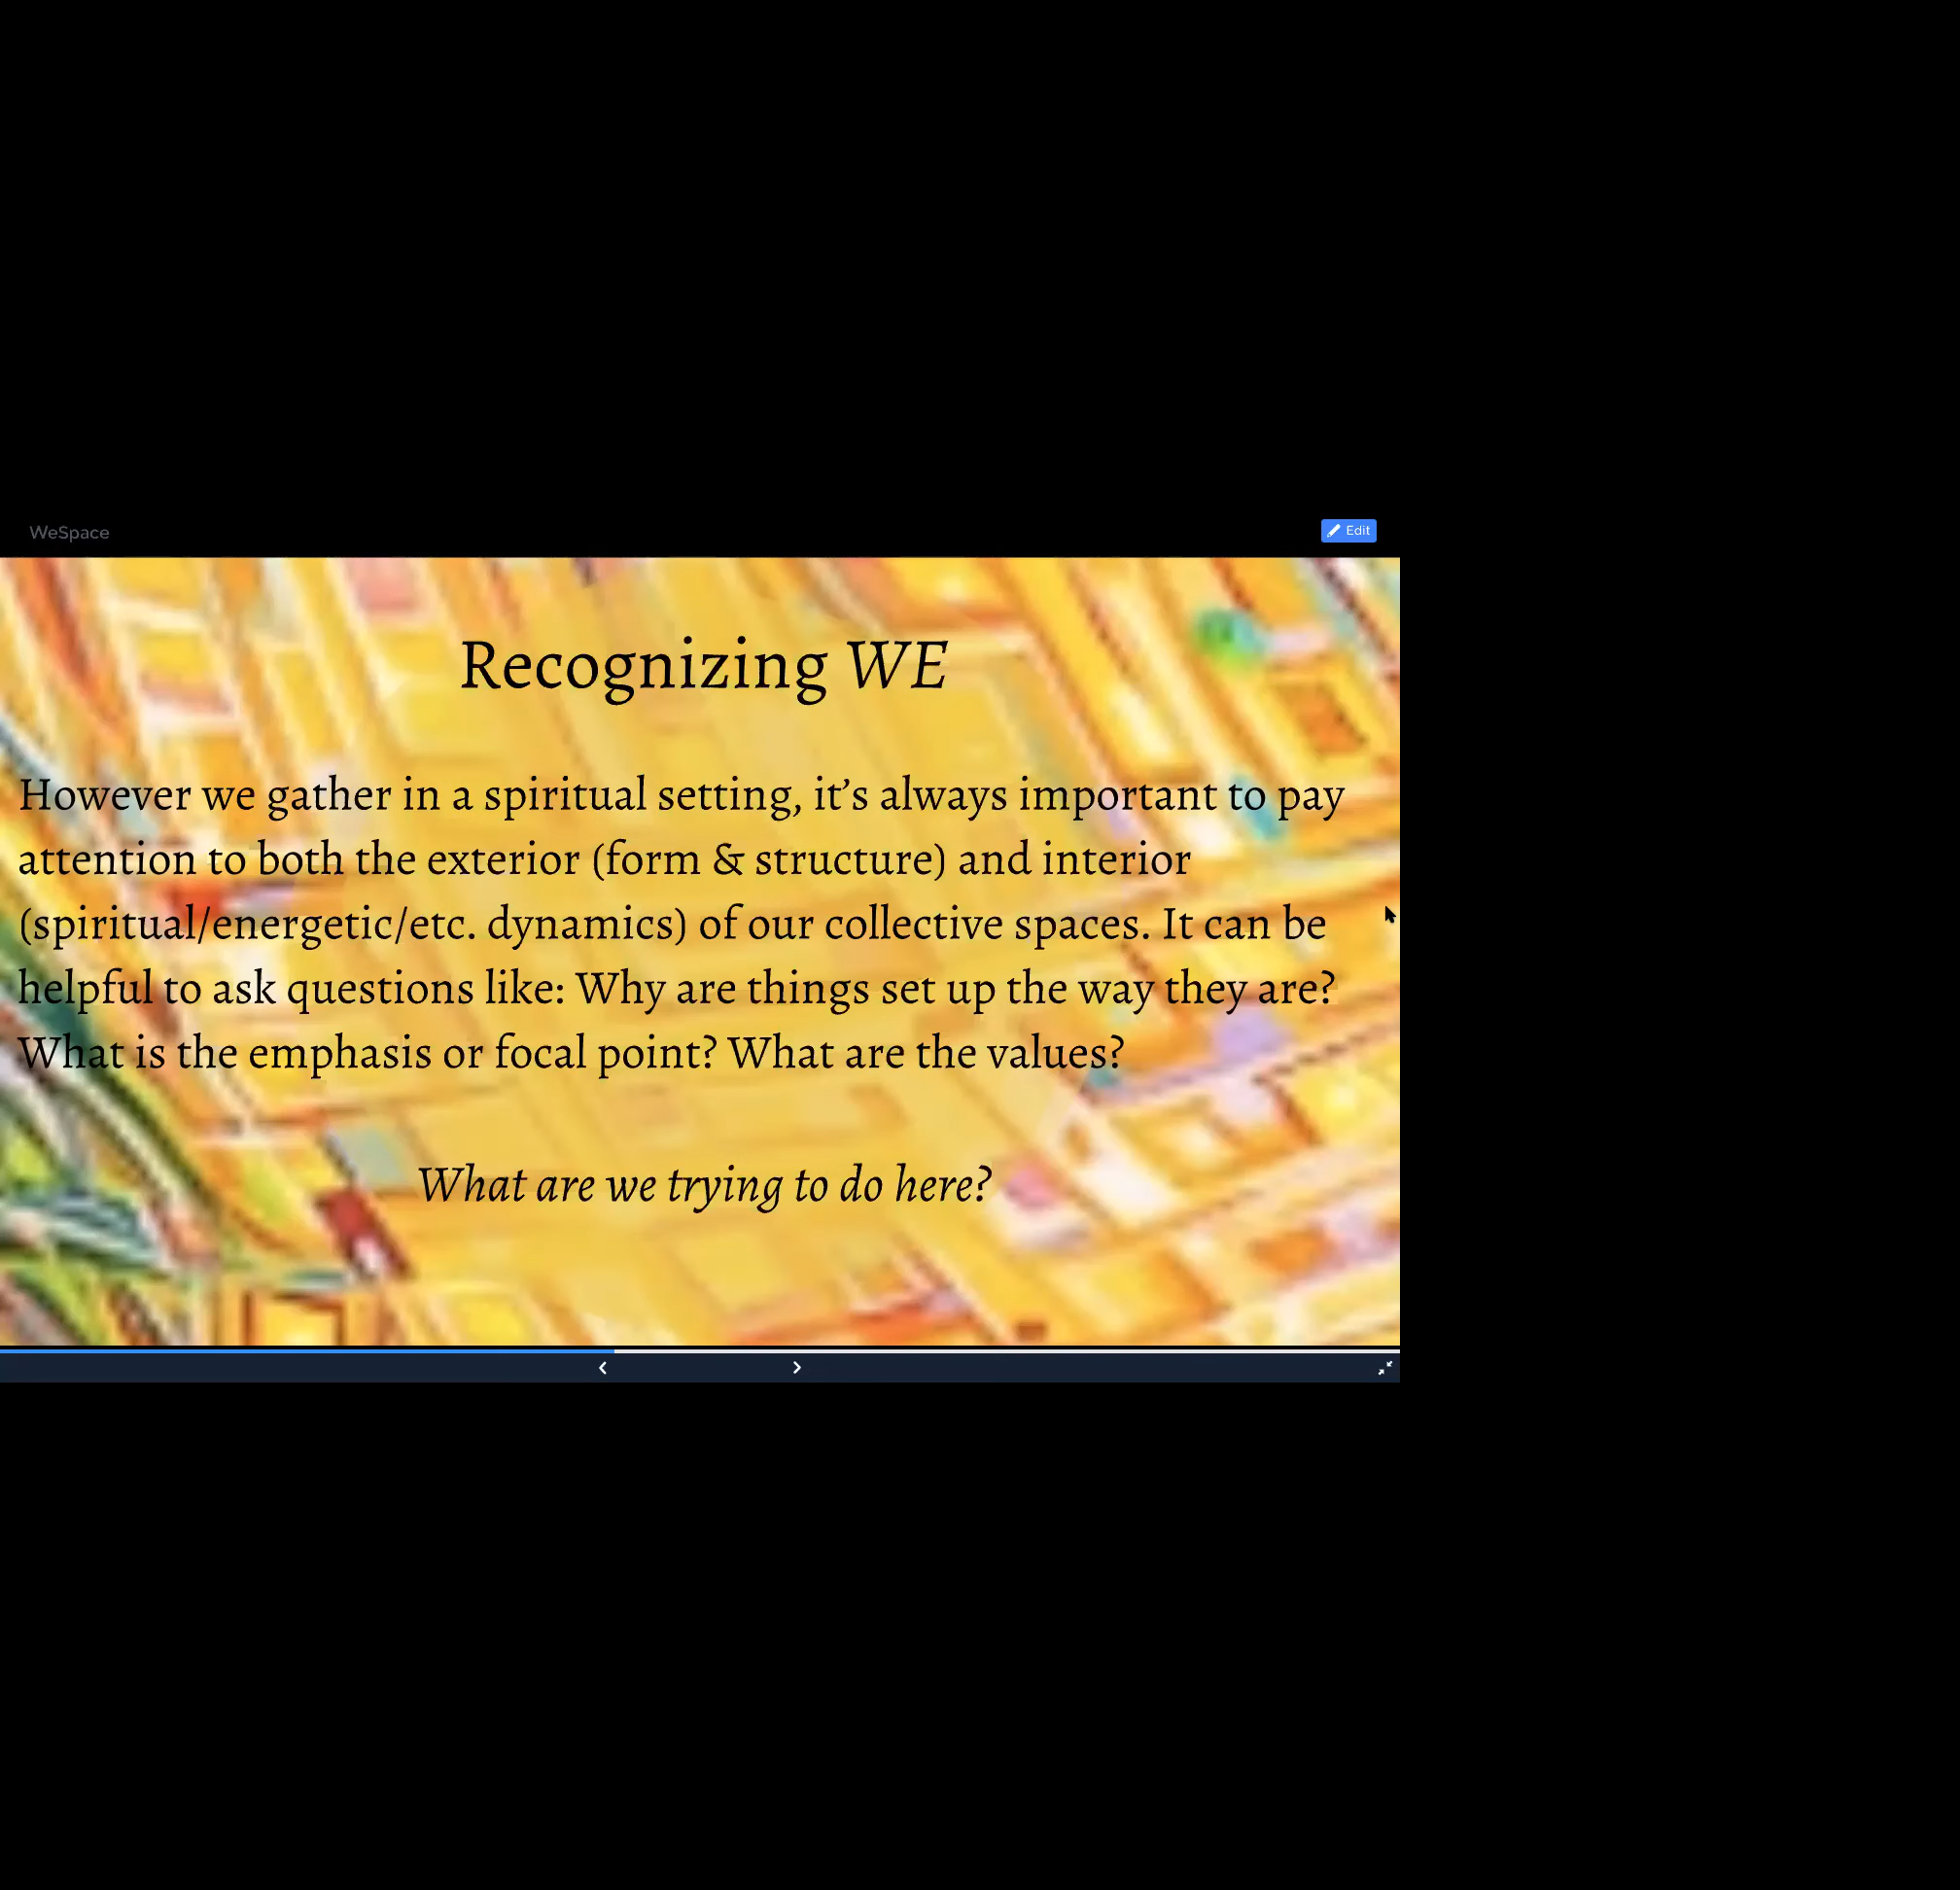 WeSpace
Edit
Recognizing WE
However we gather in a spiritual setting, it’s always important to pay
attention to both the exterior (form & structure) and interior
(spiritual/energetic/etc. dynamics) of our collective spaces. It can be
helpful to ask questions like: Why are things set up the way they are?
What is the emphasis or focal point? What are the values?
What are we trying to do here?